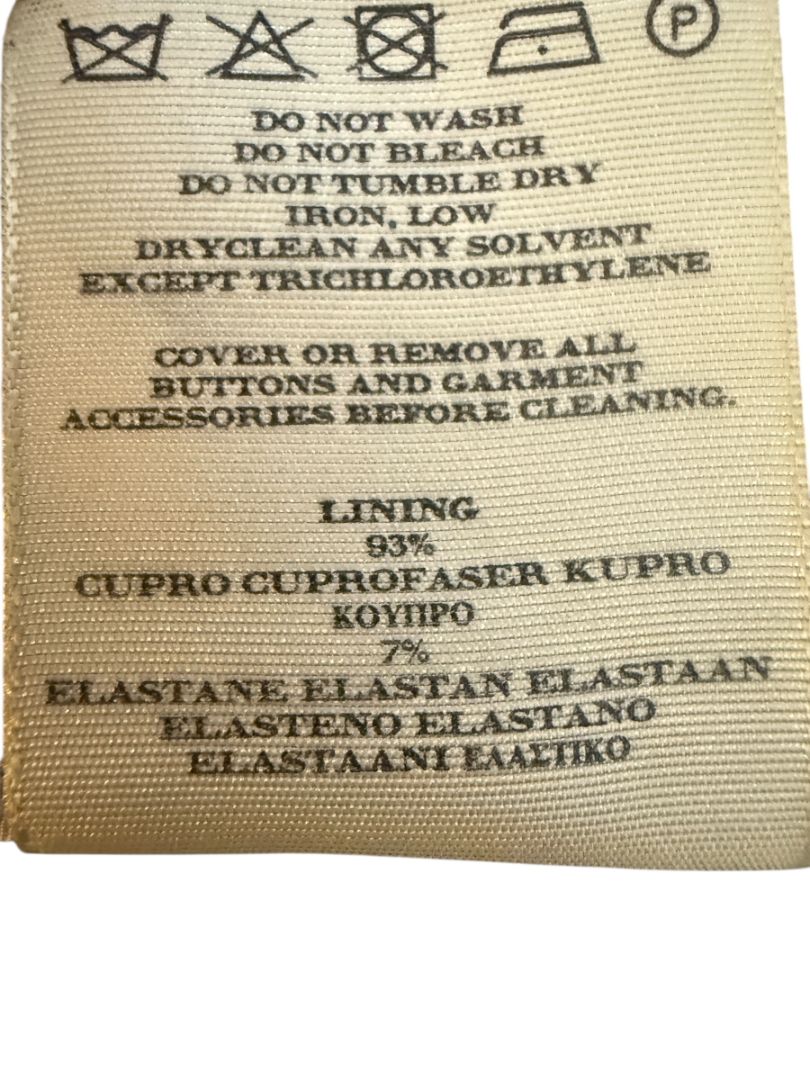 P
DO NOT WASH
DO NOT BLEACH
DO NOT TUMBLE DRY
IRON, LOW
DRYCLEAN ANY SOLVENT
EXCEPT TRICHLOROETHYLENE
COVER OR REMOVE ALL
BUTTONS AND GARMENT
ACCESSORIES BEFORE CLEANING.
LINING
93%
CUPRO CUPROFASER KUPRO
ΚΟΥΠΡΟ
7%
ELASTANE ELASTAN ELASTAAN
ELASTENO ELASTANO
ELASTAANI ΕΛΑΣΤΙΚΟ